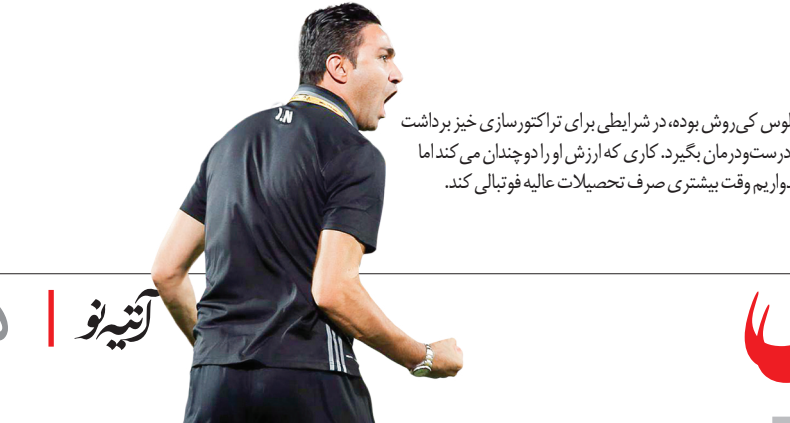 لوس کی‌روش بوده، در شرایطی برای تراکتورسازی خیز برداشت
درست‌ودرمان بگیرد. کاری که ارزش او را دوچندان می‌کند اما
دواریم وقت بیشتری صرف تحصیلات عالیه فوتبالی کند.
J.N
آتیه‌نو